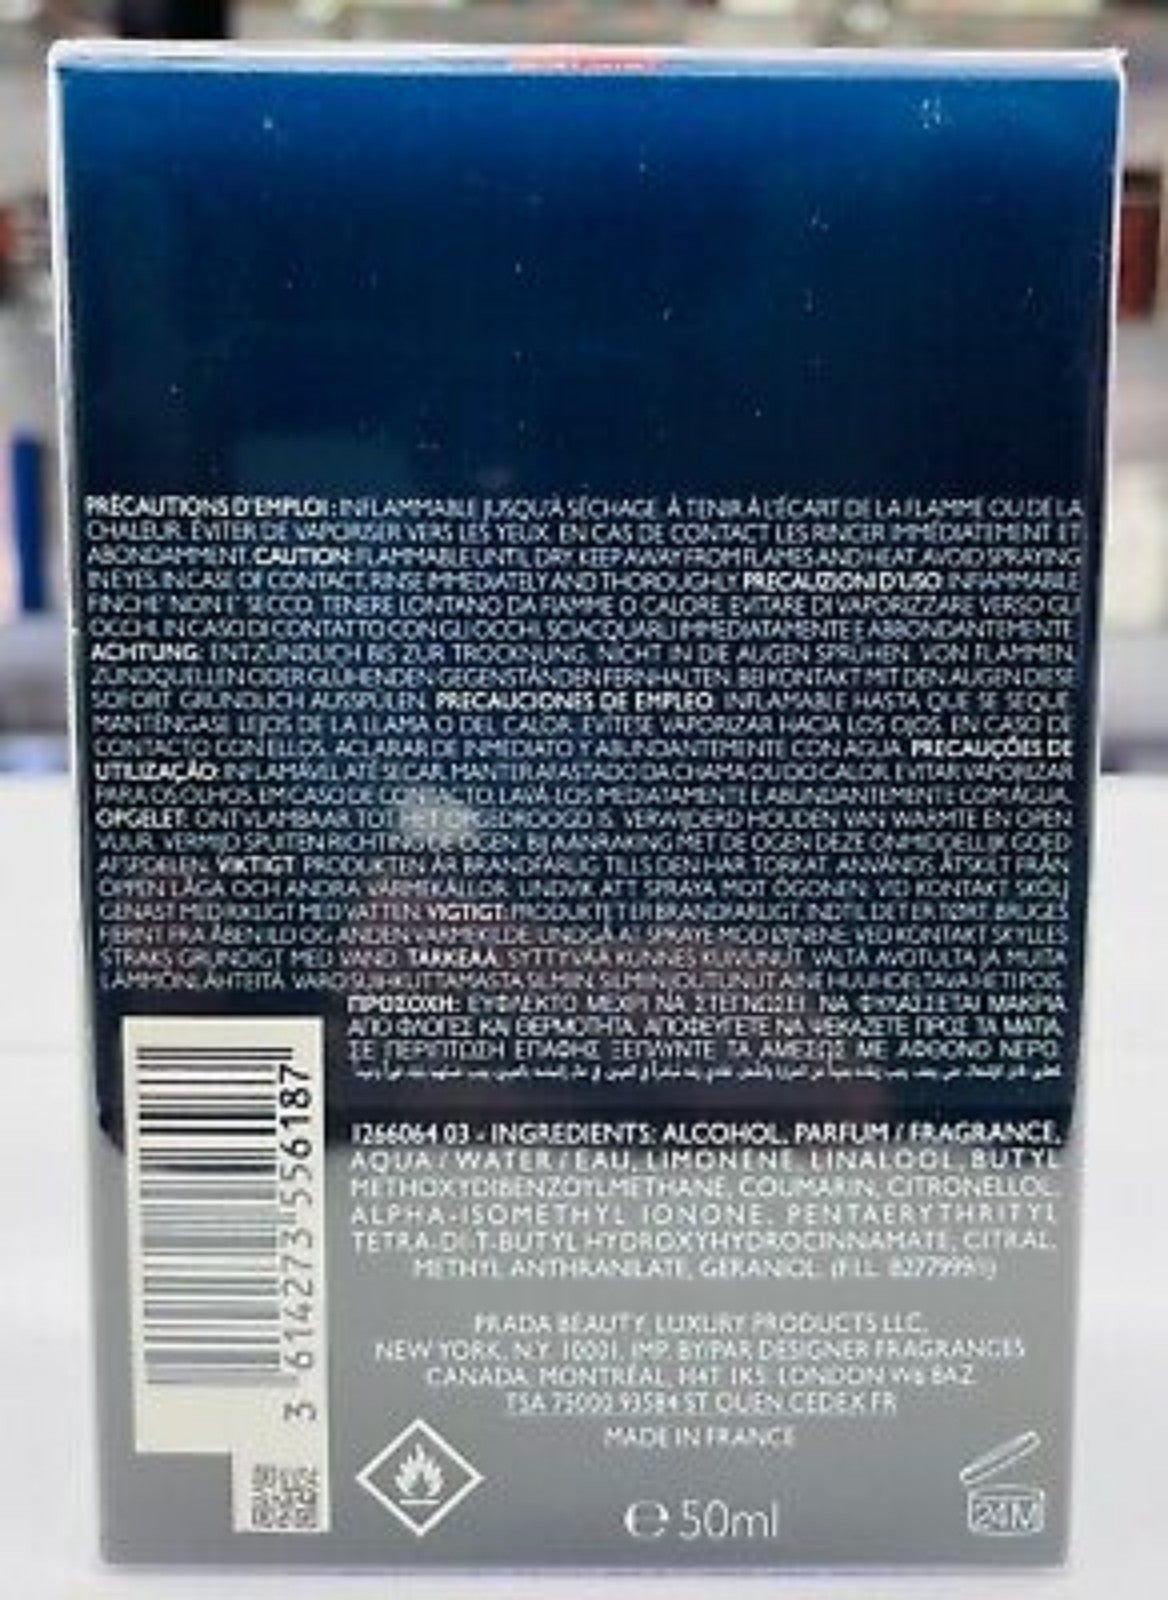 PRÉCAUTIONS D'EMPLOI : INFLAMMABLE JUSQU'À SÉCHAGE. À TENIR À L'ÉCART DE LA FLAMME OU DE LA
CHALEUR. ÉVITER DE VAPORISER VERS LES YEUX. EN CAS DE CONTACT LES RINCER IMMÉDIATEMENT ET
ABONDAMMENT. CAUTION: FLAMMABLE UNTIL DRY. KEEP AWAY FROM FLAMES AND HEAT. AVOID SPRAYING
IN EYES. IN CASE OF CONTACT, RINSE IMMEDIATELY AND THOROUGHLY. PRECAUZIONI D'USO: INFIAMMABILE
FINCHE' NON E' SECCO. TENERE LONTANO DA FIAMME O CALORE. EVITARE DI VAPORIZZARE VERSO GLI
OCCHI. IN CASO DI CONTATTO CON GLI OCCHI, SCIACQUARLI IMMEDIATAMENTE E ABBONDANTEMENTE.
ACHTUNG: ENTZÜNDLICH BIS ZUR TROCKNUNG. NICHT IN DIE AUGEN SPRÜHEN. VON FLAMMEN,
ZÜNDQUELLEN ODER GLÜHENDEN GEGENSTÄNDEN FERNHALTEN. BEI KONTAKT MIT DEN AUGEN DIESE
SOFORT GRÜNDLICH AUSSPÜLEN. PRECAUCIONES DE EMPLEO: INFLAMABLE HASTA QUE SE SEQUE.
MANTÉNGASE LEJOS DE LA LLAMA O DEL CALOR. EVÍTESE VAPORIZAR HACIA LOS OJOS. EN CASO DE
CONTACTO CON ELLOS, ACLARAR DE INMEDIATO Y ABUNDANTEMENTE CON AGUA. PRECAUÇÕES DE
UTILIZAÇÃO: INFLAMÁVEL ATÉ SECAR. MANTER AFASTADO DA CHAMA OU DO CALOR. EVITAR VAPORIZAR
PARA OS OLHOS. EM CASO DE CONTACTO, LAVÁ-LOS IMEDIATAMENTE E ABUNDANTEMENTE COM ÁGUA.
OPGELET: ONTVLAMBAAR TOT HET OPGEDROOGD IS. VERWIJDERD HOUDEN VAN WARMTE EN OPEN
VUUR. VERMIJD SPUITEN RICHTING DE OGEN. BIJ AANRAKING MET DE OGEN DEZE ONMIDDELLIJK GOED
AFSPOELEN. VIKTIGT: PRODUKTEN ÄR BRANDFARLIG TILLS DEN HAR TORKAT. ANVÄNDS ÅTSKILT FRÅN
ÖPPEN LÅGA OCH ANDRA VÄRMEKÄLLOR. UNDVIK ATT SPRAYA MOT ÖGONEN. VID KONTAKT, SKÖLJ
GENAST MED RIKLIGT MED VATTEN. VIGTIGT: PRODUKTET ER BRANDFARLIGT, INDTIL DET ER TØRT. BRUGES
FJERNT FRA ÅBEN ILD OG ANDEN VARMEKILDE. UNDGÅ AT SPRAYE MOD ØJNENE. VED KONTAKT SKYLLES
STRAKS GRUNDIGT MED VAND. TÄRKEÄÄ: SYTTYVÄÄ KUNNES KUIVUNUT. VÄLTÄ AVOTULTA JA MUITA
LÄMMÖNLÄHTEITÄ. VARO SUIHKUTTAMASTA SILMIIN.
ΠΡΟΣΟΧΗ: ΕΥΦΛΕΚΤΟ ΜΕΧΡΙ ΝΑ ΣΤΕΓΝΩΣΕΙ. ΝΑ ΦΥΛΑΣΣΕΤΑΙ ΜΑΚΡΙΑ
ΑΠΟ ΦΛΟΓΕΣ ΚΑΙ ΘΕΡΜΟΤΗΤΑ. ΑΠΟΦΕΥΓΕΤΕ ΝΑ ΨΕΚΑΖΕΤΕ ΠΡΟΣ ΤΑ ΜΑΤΙΑ.
ΣΕ ΠΕΡΙΠΤΩΣΗ ΕΠΑΦΗΣ ΞΕΠΛΥΝΤΕ ΤΑ ΑΜΕΣΩΣ ΜΕ ΑΦΘΟΝΟ ΝΕΡΟ.
1266064 03 - INGREDIENTS: ALCOHOL, PARFUM / FRAGRANCE,
AQUA / WATER / EAU, LIMONENE, LINALOOL, BUTYL
METHOXYDIBENZOYLMETHANE, COUMARIN, CITRONELLOL,
ALPHA-ISOMETHYL IONONE, PENTAERYTHRITYL
TETRA-DI-T-BUTYL HYDROXYHYDROCINNAMATE, CITRAL,
METHYL ANTHRANILATE, GERANIOL. (F.I.L. B277999/1)
PRADA BEAUTY, LUXURY PRODUCTS LLC,
NEW YORK, N.Y. 10001, IMP. BY/PAR DESIGNER FRAGRANCES
CANADA, MONTRÉAL, H4T 1K5. LONDON W6 8AZ.
TSA 75000 93584 ST OUEN CEDEX FR
MADE IN FRANCE
℮ 50ml
24M
3 614273 556187